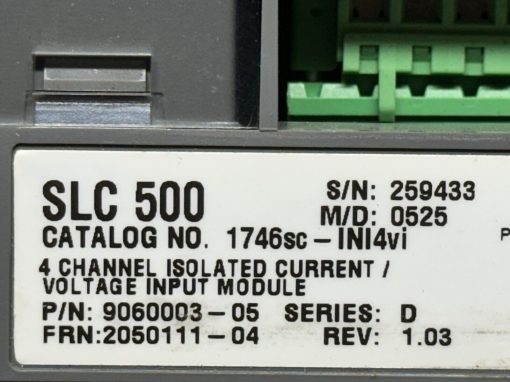 SLC 500
S/N: 259433
M/D: 0525
CATALOG NO. 1746sc-INI4vi
4 CHANNEL ISOLATED CURRENT /
VOLTAGE INPUT MODULE
P/N: 9060003-05 SERIES: D
FRN:2050111-04 REV: 1.03
P